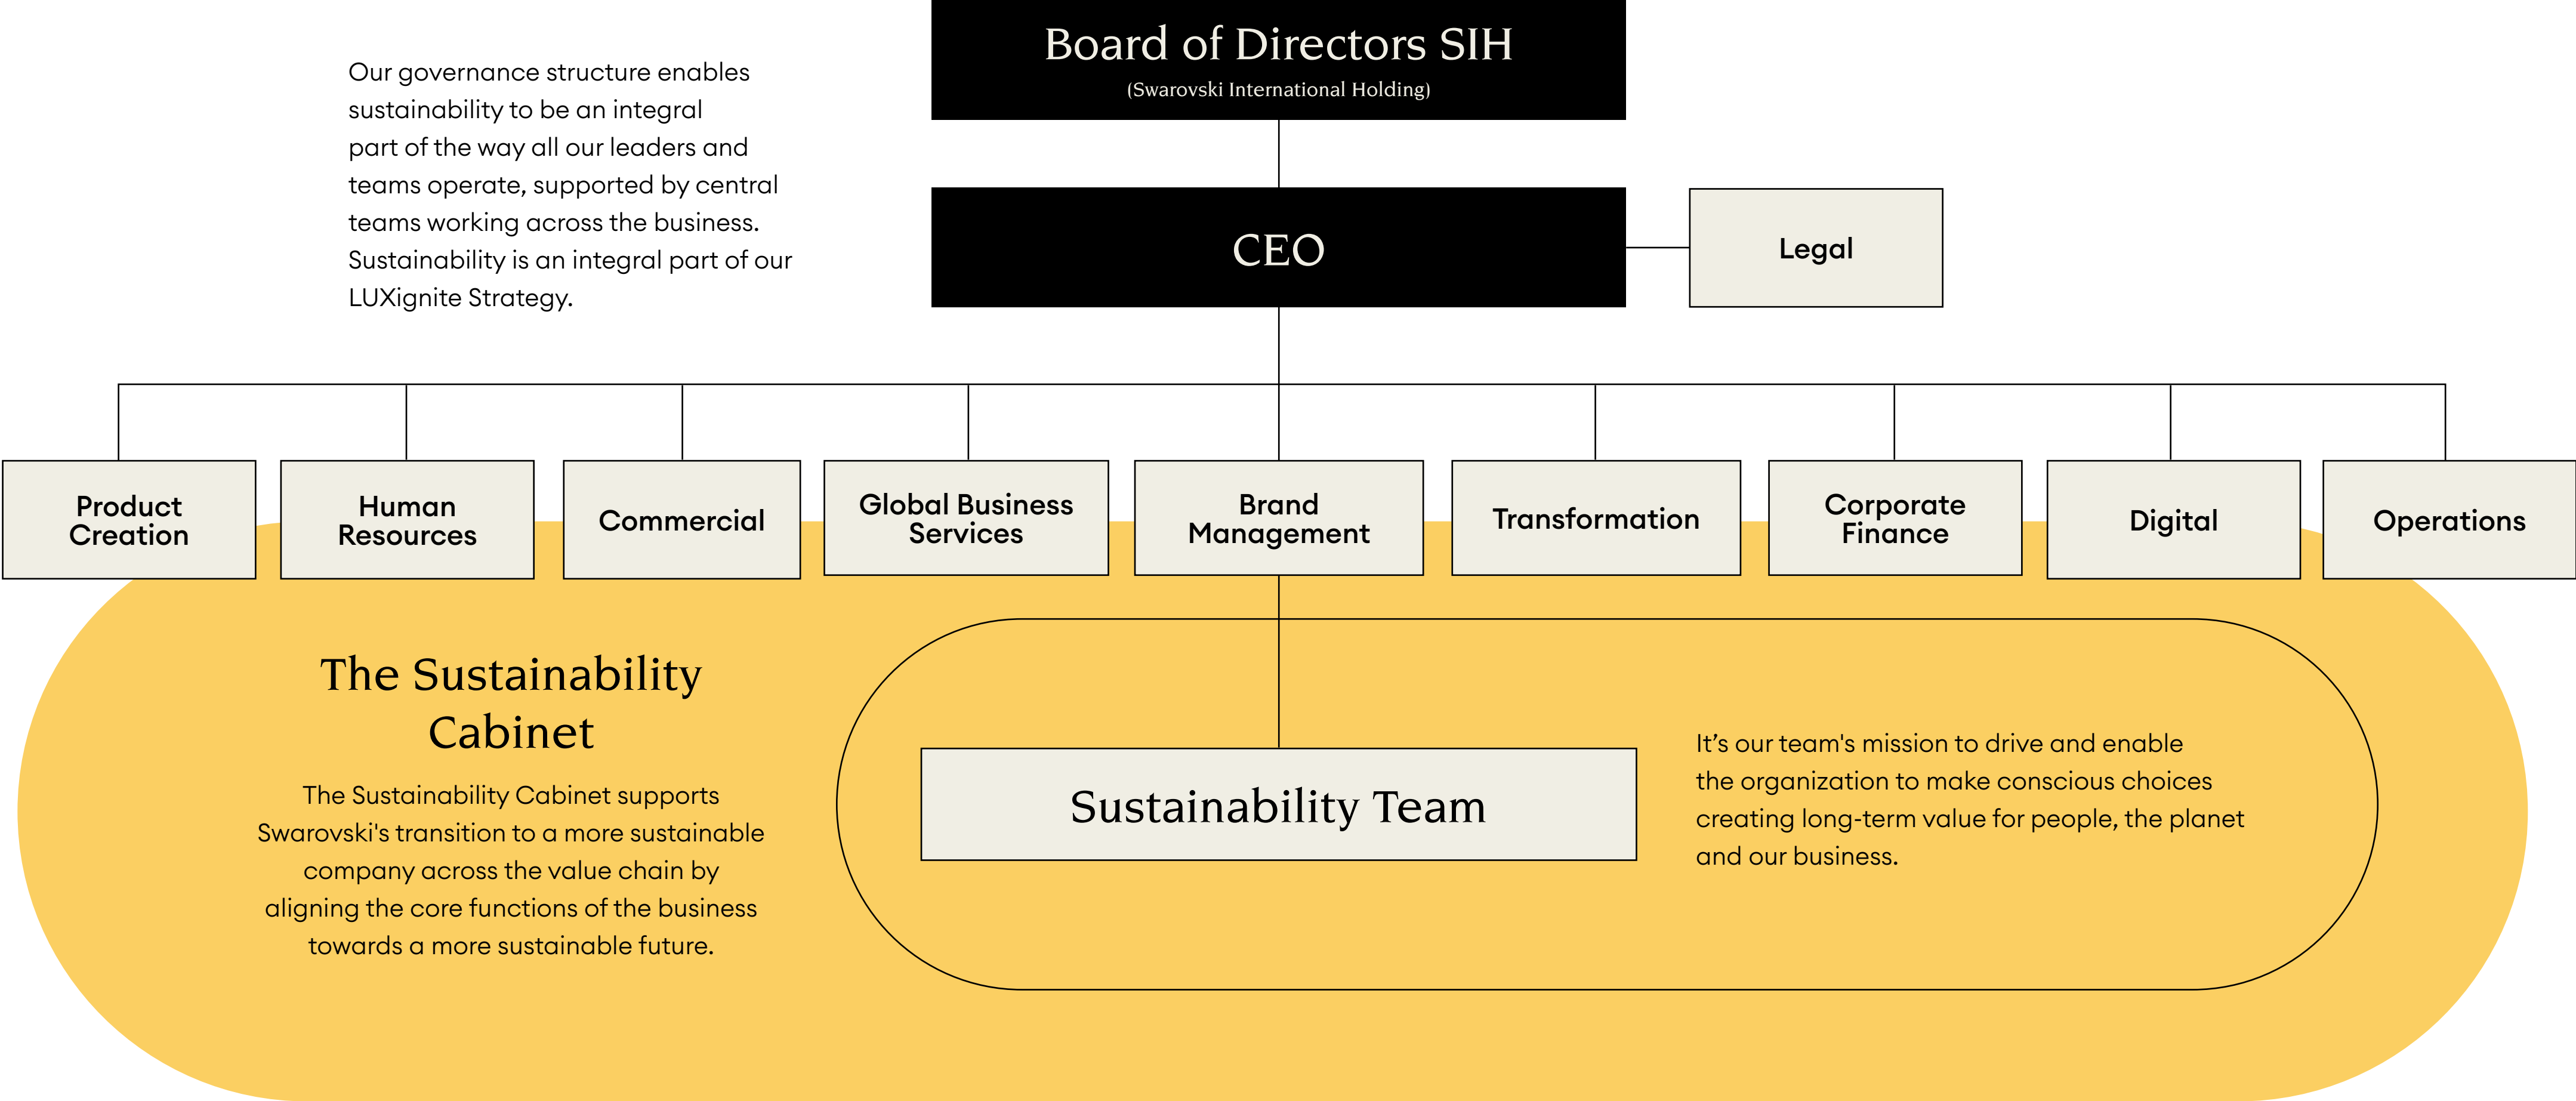 Board of Directors SIH
(Swarovski International Holding)
Our governance structure enables
sustainability to be an integral
part of the way all our leaders and
teams operate, supported by central
teams working across the business.
Sustainability is an integral part of our
LUXignite Strategy.
CEO
Legal
Product
Creation
Human
Resources
Commercial
Global Business
Services
Brand
Management
Transformation
Corporate
Finance
Digital
Operations
The Sustainability
Cabinet
The Sustainability Cabinet supports
Swarovski's transition to a more sustainable
company across the value chain by
aligning the core functions of the business
towards a more sustainable future.
Sustainability Team
It’s our team's mission to drive and enable
the organization to make conscious choices
creating long-term value for people, the planet
and our business.